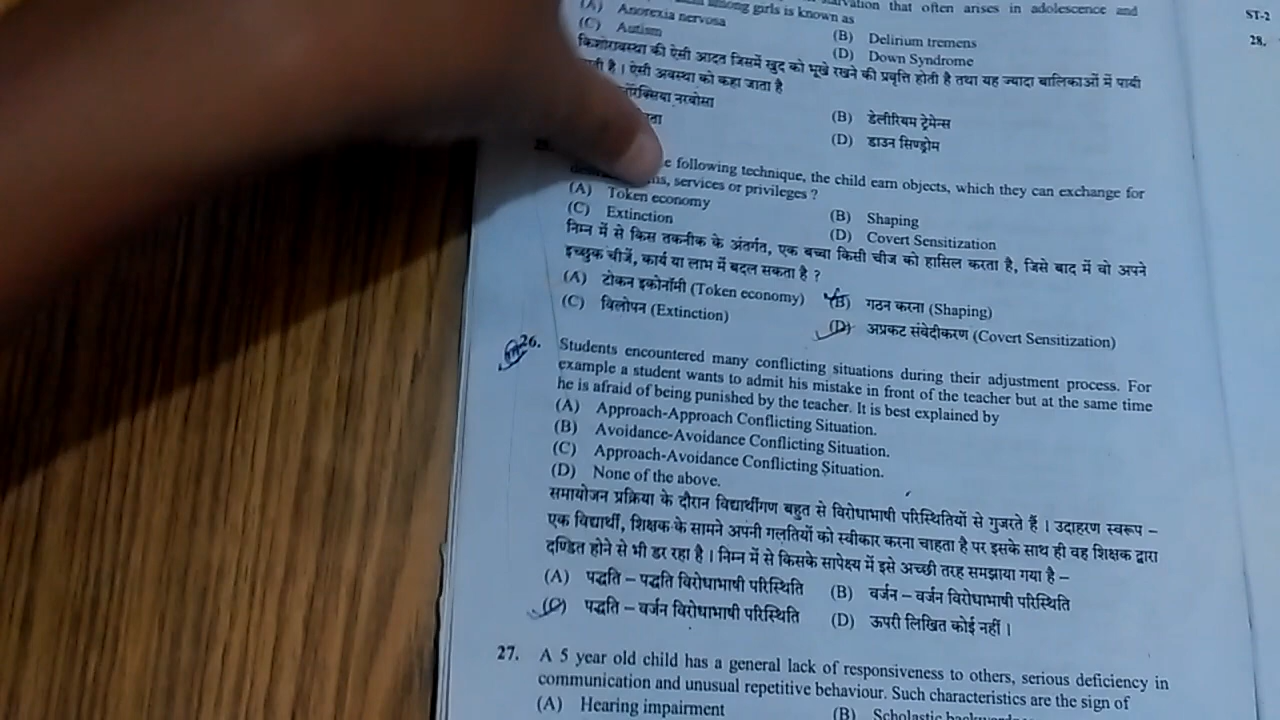 that often arises in adolescence and
among girls is known as
(A) Anorexia nervosa
(B) Delirium tremens
(C) Autism
(D) Down Syndrome
किशोरावस्था की ऐसी आदत जिसमें खुद को भूखे रखने की प्रवृत्ति होती है तथा यह ज्यादा बालिकाओं में पायी
है । ऐसी अवस्था को कहा जाता है
नरवोसा
(B) डेलीरियम ट्रेमेन्स
(D) डाउन सिण्ड्रोम
following technique, the child earn objects, which they can exchange for
services or privileges ?
(A) Token economy
(B) Shaping
(C) Extinction
(D) Covert Sensitization
निम्न में से किस तकनीक के अंतर्गत, एक बच्चा किसी चीज को हासिल करता है, जिसे बाद में वो अपने
इच्छुक चीजें, कार्य या लाभ में बदल सकता है ?
(A) टोकन इकोनॉमी (Token economy) (B) गठन करना (Shaping)
(C) विलोपन (Extinction) (D) अप्रकट संवेदीकरण (Covert Sensitization)
26. Students encountered many conflicting situations during their adjustment process. For
example a student wants to admit his mistake in front of the teacher but at the same time
he is afraid of being punished by the teacher. It is best explained by
(A) Approach-Approach Conflicting Situation.
(B) Avoidance-Avoidance Conflicting Situation.
(C) Approach-Avoidance Conflicting Situation.
(D) None of the above.
समायोजन प्रक्रिया के दौरान विद्यार्थीगण बहुत से विरोधाभाषी परिस्थितियों से गुजरते हैं । उदाहरण स्वरूप –
एक विद्यार्थी, शिक्षक के सामने अपनी गलतियों को स्वीकार करना चाहता है पर इसके साथ ही वह शिक्षक द्वारा
दण्डित होने से भी डर रहा है । निम्न में से किसके सापेक्ष्य में इसे अच्छी तरह समझाया गया है –
(A) पद्धति – पद्धति विरोधाभाषी परिस्थिति (B) वर्जन – वर्जन विरोधाभाषी परिस्थिति
(C) पद्धति – वर्जन विरोधाभाषी परिस्थिति (D) ऊपरी लिखित कोई नहीं ।
27. A 5 year old child has a general lack of responsiveness to others, serious deficiency in
communication and unusual repetitive behaviour. Such characteristics are the sign of
(A) Hearing impairment (B) Scholastic
ST-2
28.